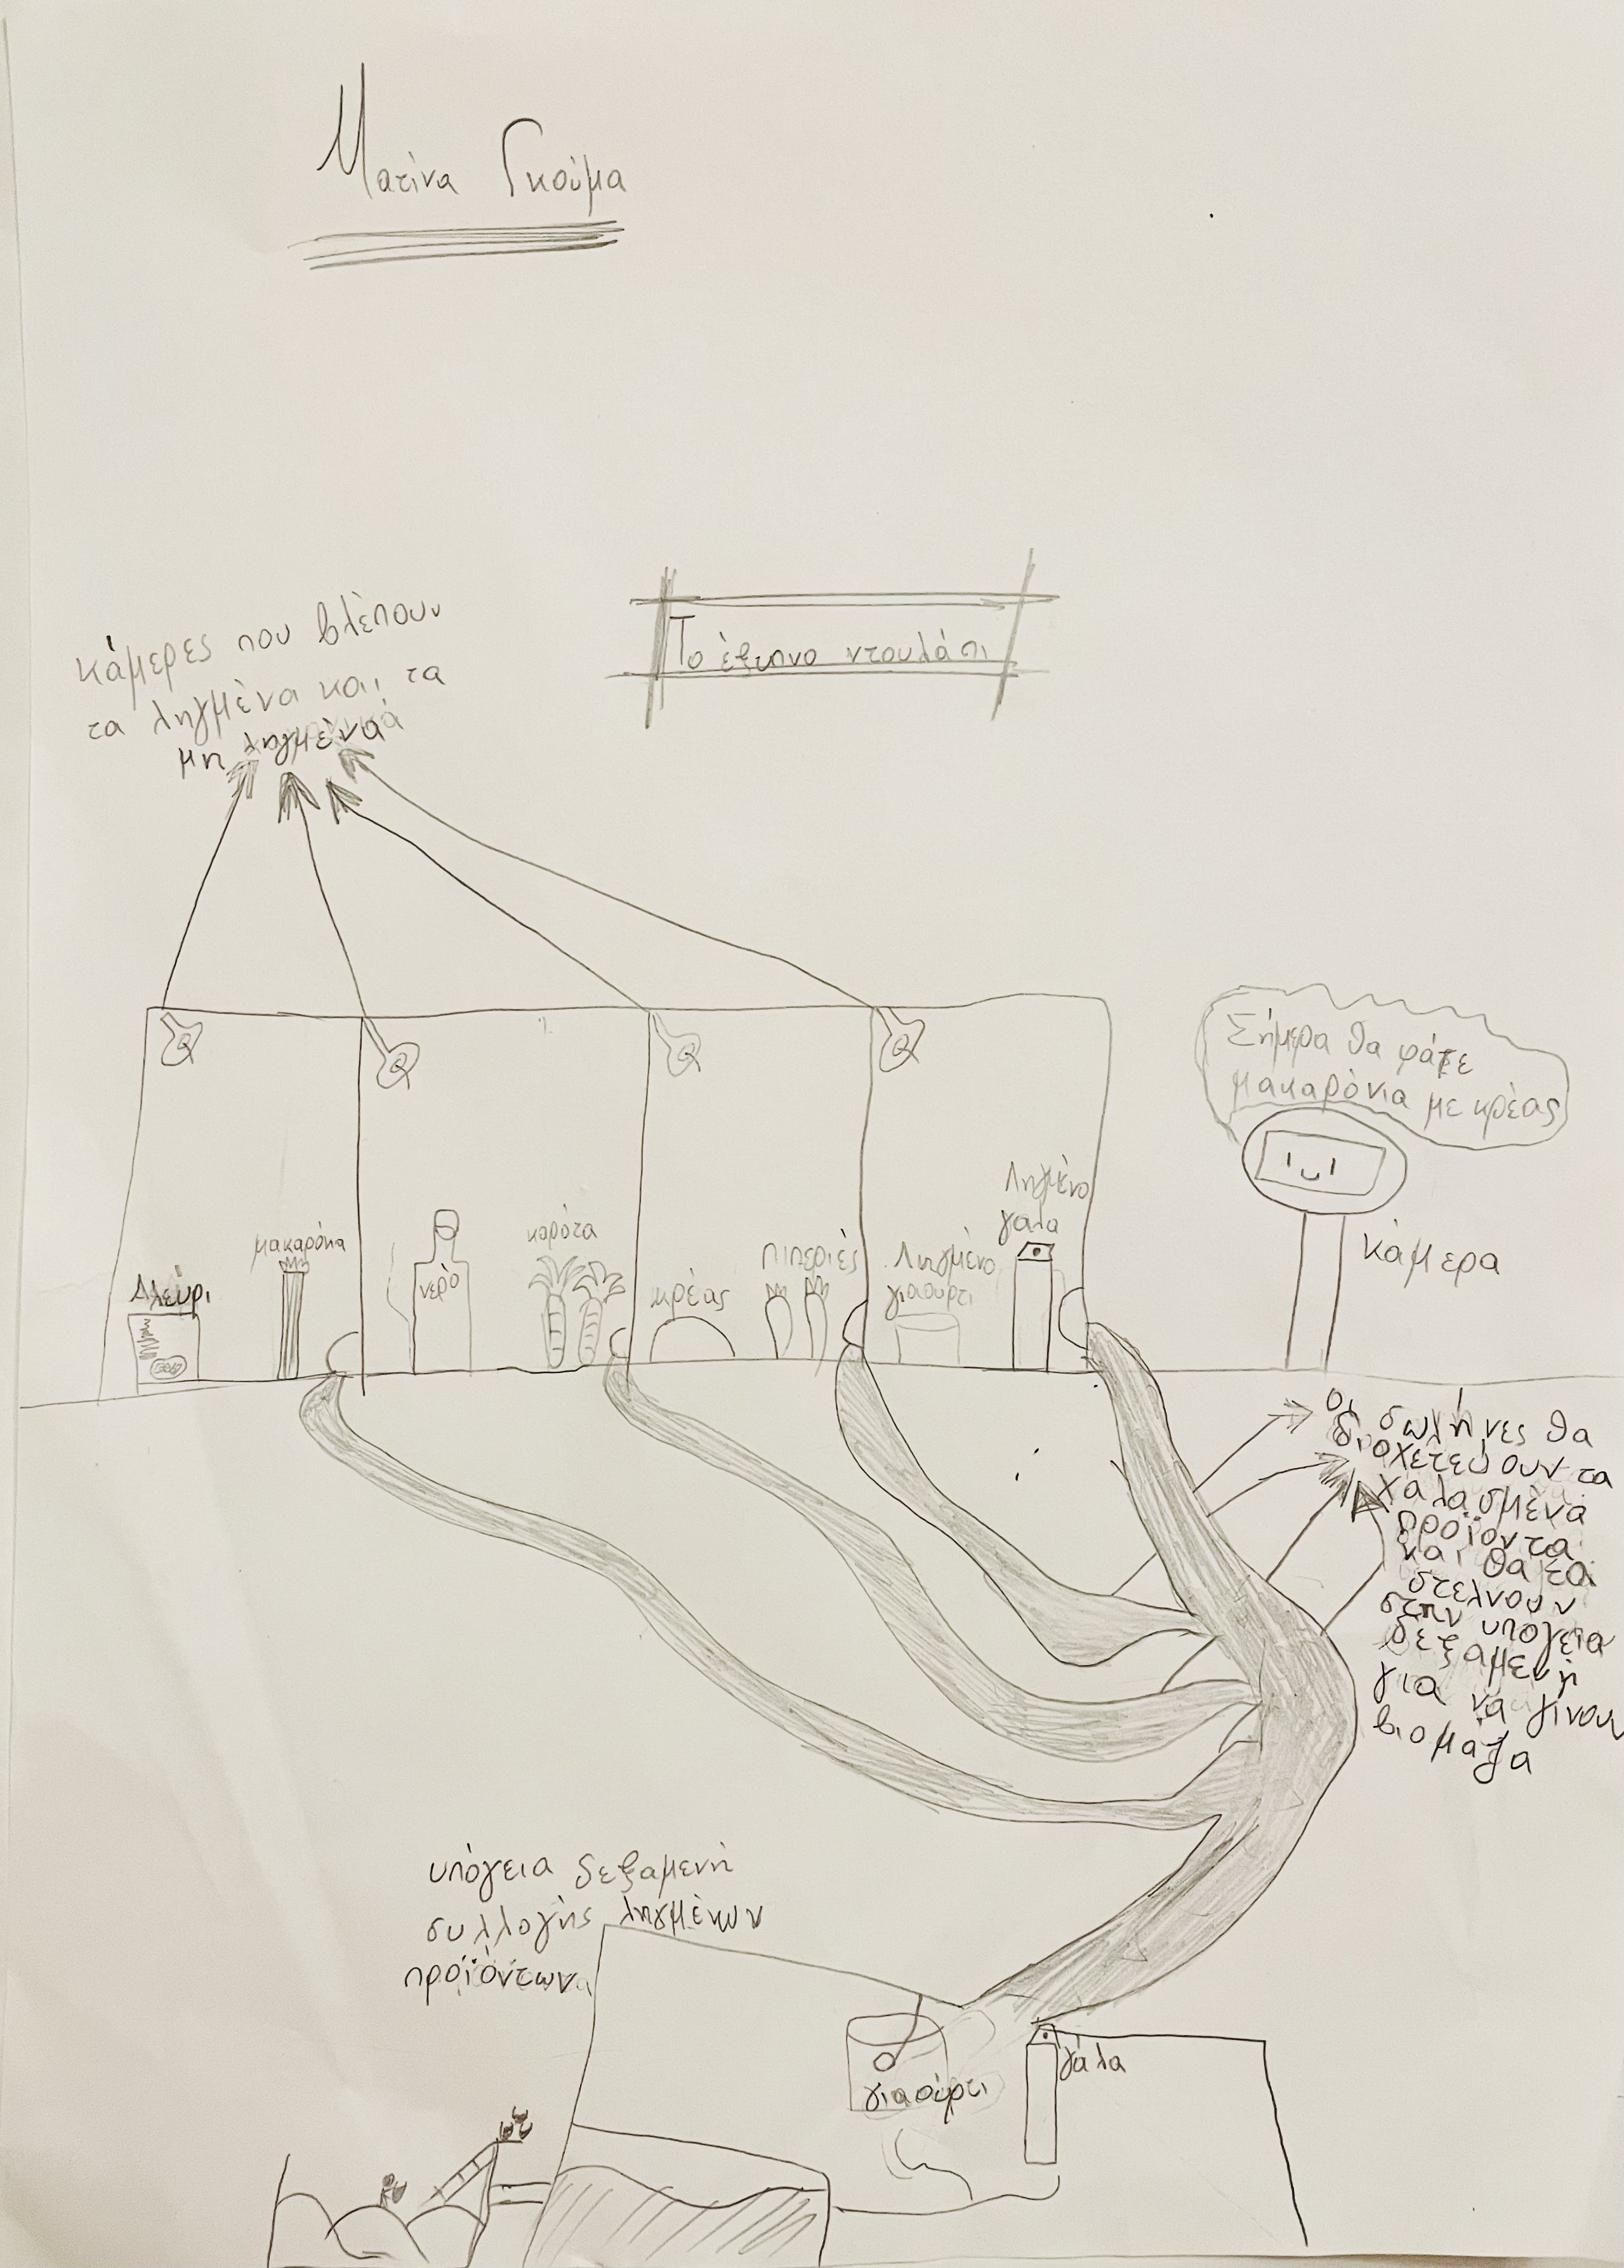 Ματίνα Γκούμα
Το έξυπνο ντουλάπι
κάμερες που βλέπουν
τα ληγμένα και τα
μη ληγμένα
Σήμερα θα φάτε
μακαρόνια με κρέας
κάμερα
Αλεύρι
μακαρόνια
νερό
καρότα
κρέας
πιπεριές
Ληγμένο
γιαούρτι
Ληγμένο
γάλα
οι σωλήνες θα
διοχετεύουν τα
χαλασμένα
προϊόντα
και θα τα
στελνουν
στην υπόγεια
δεξαμενή
για να γίνουν
βιομάζα
υπόγεια δεξαμενή
συλλογής ληγμένων
προϊόντων
γιαούρτι
γάλα